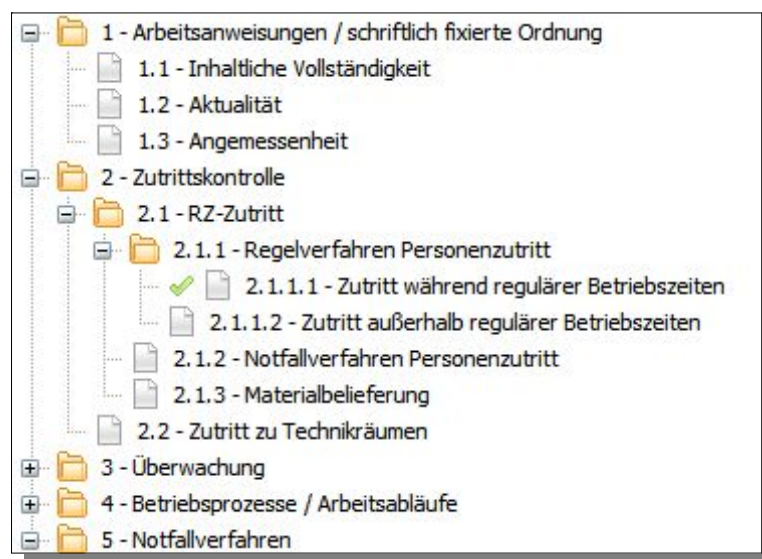 1 - Arbeitsanweisungen / schriftlich fixierte Ordnung
1.1 - Inhaltliche Vollständigkeit
1.2 - Aktualität
1.3 - Angemessenheit
2 - Zutrittskontrolle
2.1 - RZ-Zutritt
2.1.1 - Regelverfahren Personenzutritt
2.1.1.1 - Zutritt während regulärer Betriebszeiten
2.1.1.2 - Zutritt außerhalb regulärer Betriebszeiten
2.1.2 - Notfallverfahren Personenzutritt
2.1.3 - Materialbelieferung
2.2 - Zutritt zu Technikräumen
3 - Überwachung
4 - Betriebsprozesse / Arbeitsabläufe
5 - Notfallverfahren